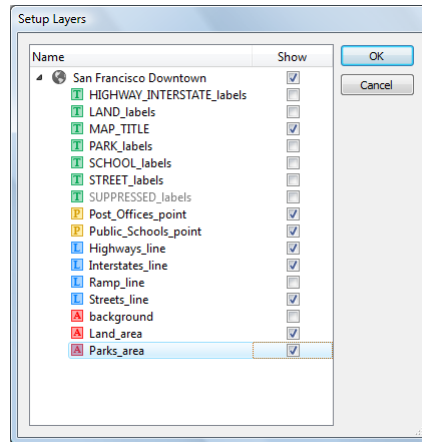 Setup Layers
Name Show
San Francisco Downtown
T HIGHWAY_INTERSTATE_labels
T LAND_labels
T MAP_TITLE
T PARK_labels
T SCHOOL_labels
T STREET_labels
T SUPPRESSED_labels
P Post_Offices_point
P Public_Schools_point
L Highways_line
L Interstates_line
L Ramp_line
L Streets_line
A background
A Land_area
A Parks_area
OK
Cancel